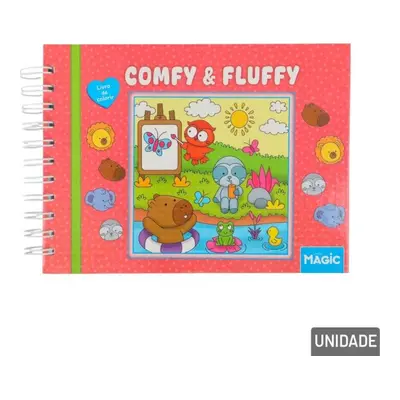 COMFY & FLUFFY
Livro
de
colorir
MAGIC
UNIDADE